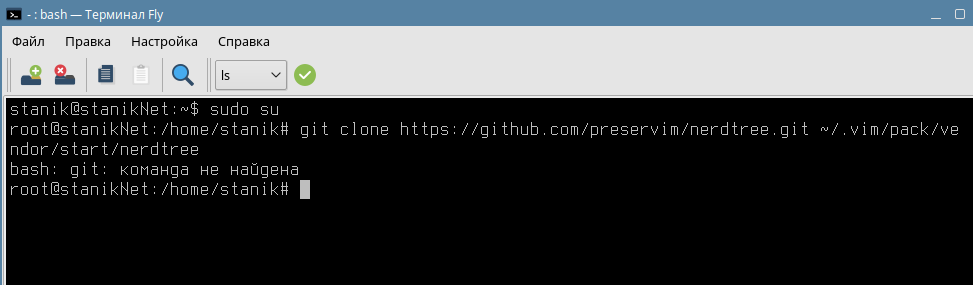 - : bash — Терминал Fly
Файл Правка Настройка Справка
ls
stanik@stanikNet:~$ sudo su
root@stanikNet:/home/stanik# git clone https://github.com/preservim/nerdtree.git ~/.vim/pack/ve
ndor/start/nerdtree
bash: git: команда не найдена
root@stanikNet:/home/stanik#